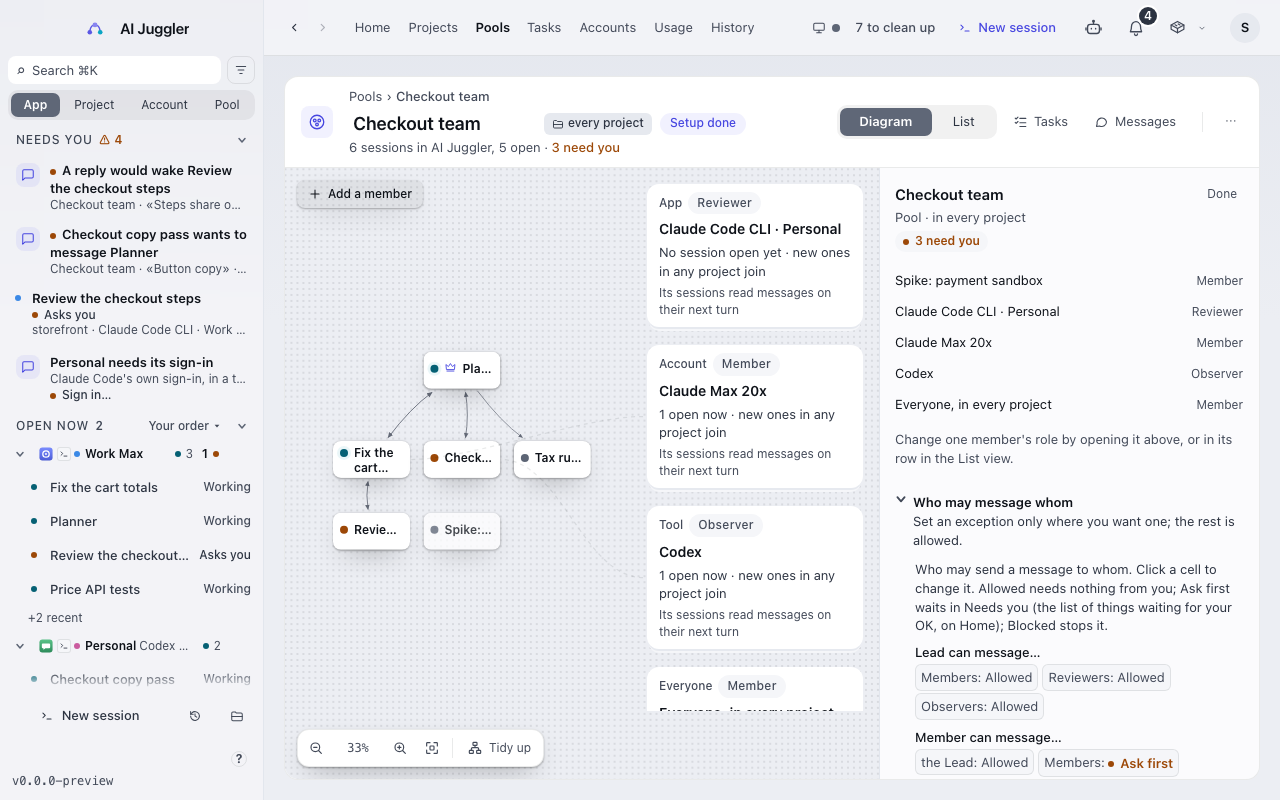 AI Juggler
Search ⌘K
App
Project
Account
Pool
NEEDS YOU
4
A reply would wake Review
the checkout steps
Checkout team · «Steps share o…
Checkout copy pass wants to
message Planner
Checkout team · «Button copy» ·…
Review the checkout steps
Asks you
storefront · Claude Code CLI · Work …
Personal needs its sign-in
Claude Code's own sign-in, in a t…
Sign in…
OPEN NOW 2
Your order
Work Max
3
1
Fix the cart totals
Working
Planner
Working
Review the checkout…
Asks you
Price API tests
Working
+2 recent
Personal Codex …
2
Checkout copy pass
Working
New session
?
v0.0.0-preview
Home
Projects
Pools
Tasks
Accounts
Usage
History
7 to clean up
New session
4
S
Pools › Checkout team
Checkout team
every project
Setup done
6 sessions in AI Juggler, 5 open · 3 need you
Diagram
List
Tasks
Messages
Add a member
Pla…
Fix the
cart…
Check…
Tax ru…
Revie…
Spike:…
App
Reviewer
Claude Code CLI · Personal
No session open yet · new ones
in any project join
Its sessions read messages on
their next turn
Account
Member
Claude Max 20x
1 open now · new ones in any
project join
Its sessions read messages on
their next turn
Tool
Observer
Codex
1 open now · new ones in any
project join
Its sessions read messages on
their next turn
Everyone
Member
Everyone, in every project
33%
Tidy up
Checkout team
Done
Pool · in every project
3 need you
Spike: payment sandbox
Member
Claude Code CLI · Personal
Reviewer
Claude Max 20x
Member
Codex
Observer
Everyone, in every project
Member
Change one member's role by opening it above, or in its
row in the List view.
Who may message whom
Set an exception only where you want one; the rest is
allowed.
Who may send a message to whom. Click a cell to
change it. Allowed needs nothing from you; Ask first
waits in Needs you (the list of things waiting for your
OK, on Home); Blocked stops it.
Lead can message…
Members: Allowed
Reviewers: Allowed
Observers: Allowed
Member can message…
the Lead: Allowed
Members: Ask first